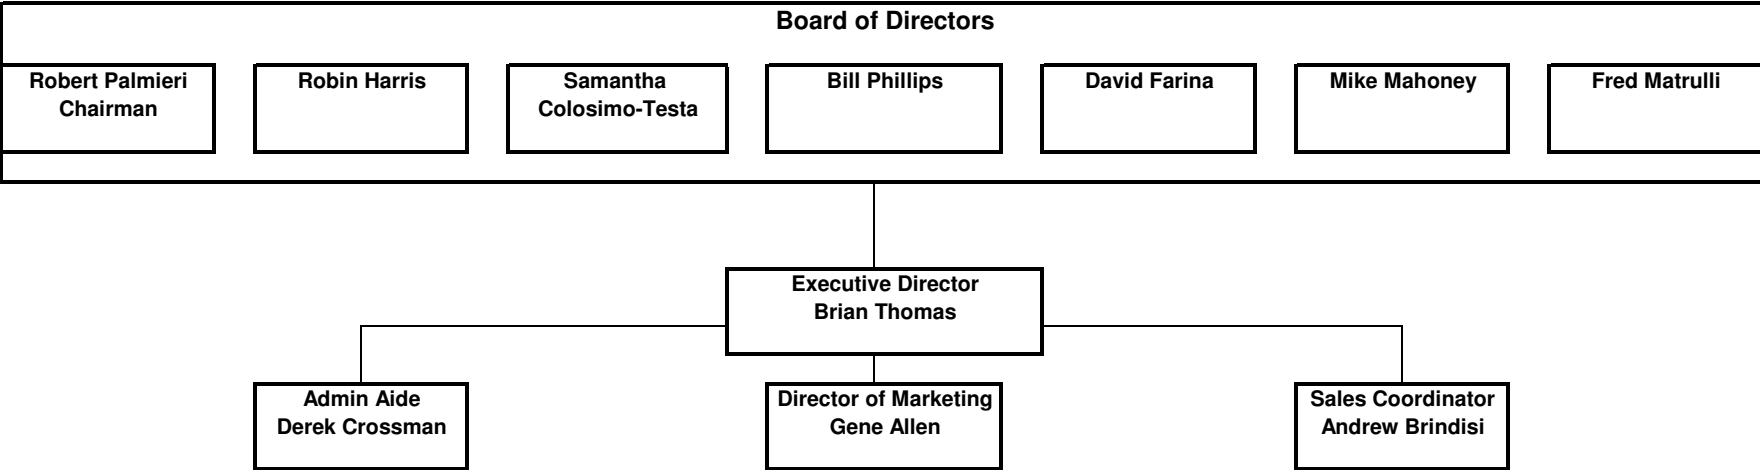 Board of Directors
Robert Palmieri
Chairman
Robin Harris
Samantha
Colosimo-Testa
Bill Phillips
David Farina
Mike Mahoney
Fred Matrulli
Executive Director
Brian Thomas
Admin Aide
Derek Crossman
Director of Marketing
Gene Allen
Sales Coordinator
Andrew Brindisi